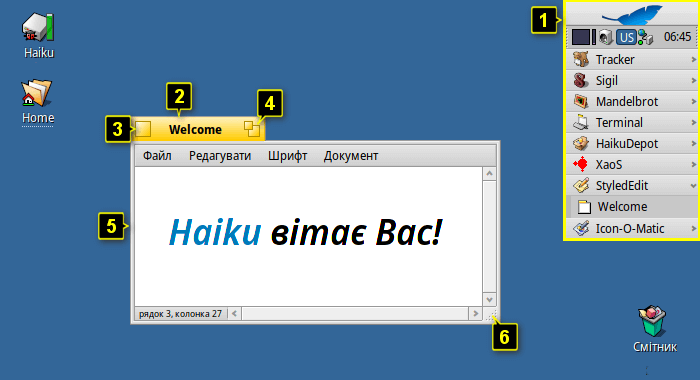 Haiku
Home
1
US 06:45
Tracker
Sigil
Mandelbrot
Terminal
HaikuDepot
XaoS
StyledEdit
Welcome
Icon-O-Matic
2
3
4
Welcome
Файл Редагувати Шрифт Документ
5
Haiku вітає Вас!
рядок 3, колонка 27
6
Смітник